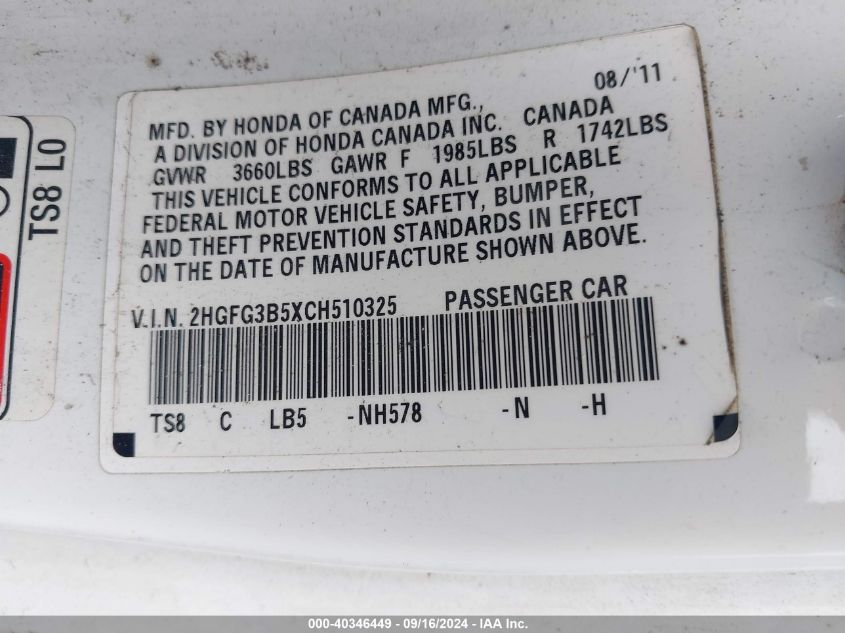 08/'11
MFD. BY HONDA OF CANADA MFG.,
A DIVISION OF HONDA CANADA INC. CANADA
GVWR 3660LBS GAWR F 1985LBS R 1742LBS
THIS VEHICLE CONFORMS TO ALL APPLICABLE
FEDERAL MOTOR VEHICLE SAFETY, BUMPER,
AND THEFT PREVENTION STANDARDS IN EFFECT
ON THE DATE OF MANUFACTURE SHOWN ABOVE.
V.I.N. 2HGFG3B5XCH510325 PASSENGER CAR
TS8 C LB5 -NH578 -N -H
TS8 L0
000-40346449 - 09/16/2024 - IAA Inc.